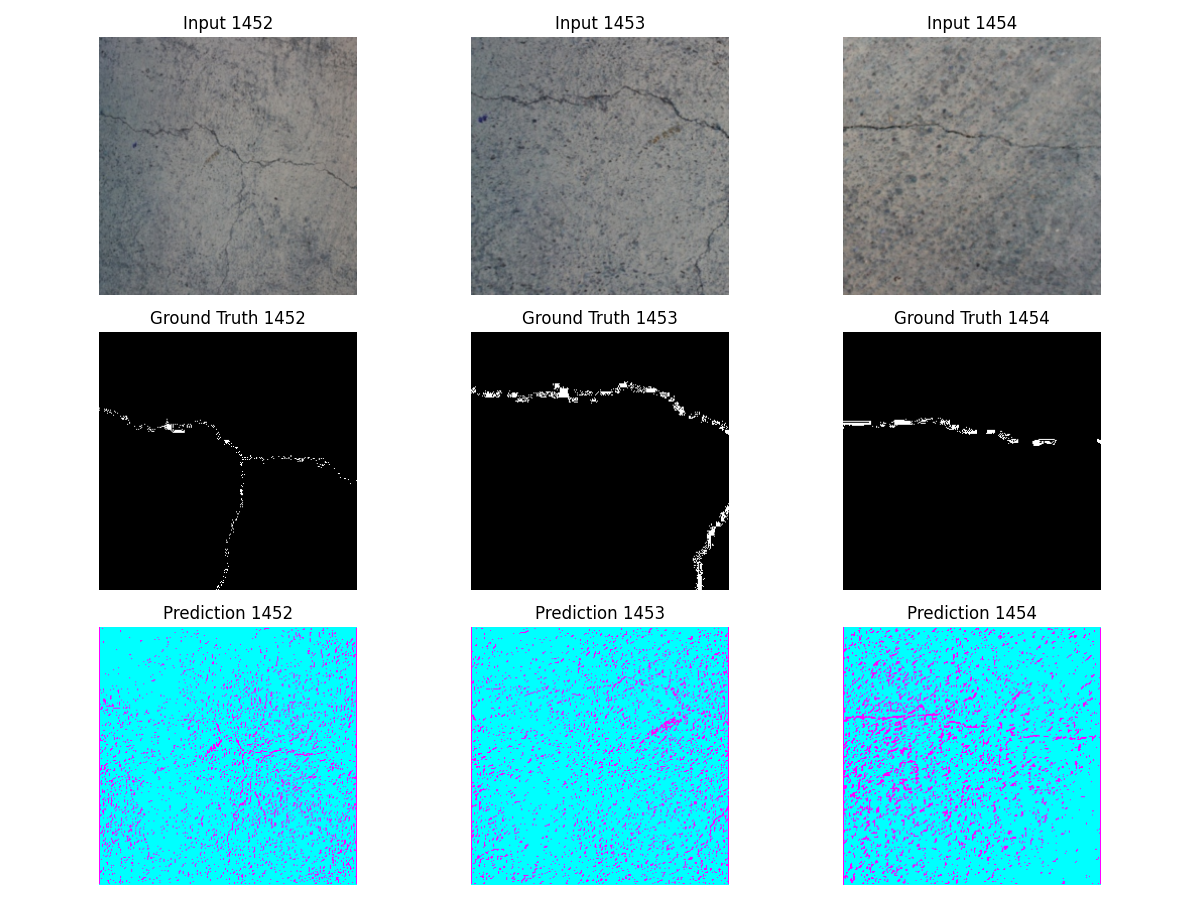 Input 1452
Input 1453
Input 1454
Ground Truth 1452
Ground Truth 1453
Ground Truth 1454
Prediction 1452
Prediction 1453
Prediction 1454